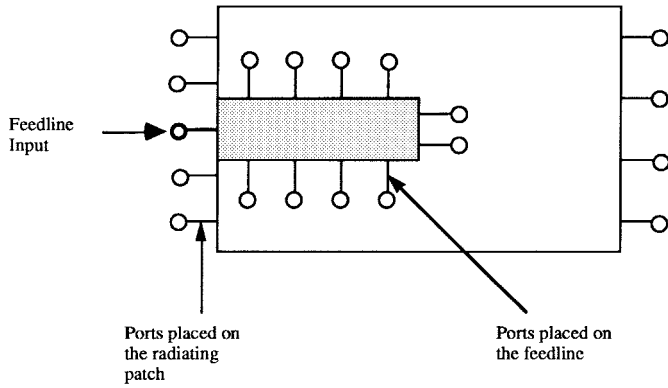 Feedline
Input
Ports placed on
the radiating
patch
Ports placed on
the feedline